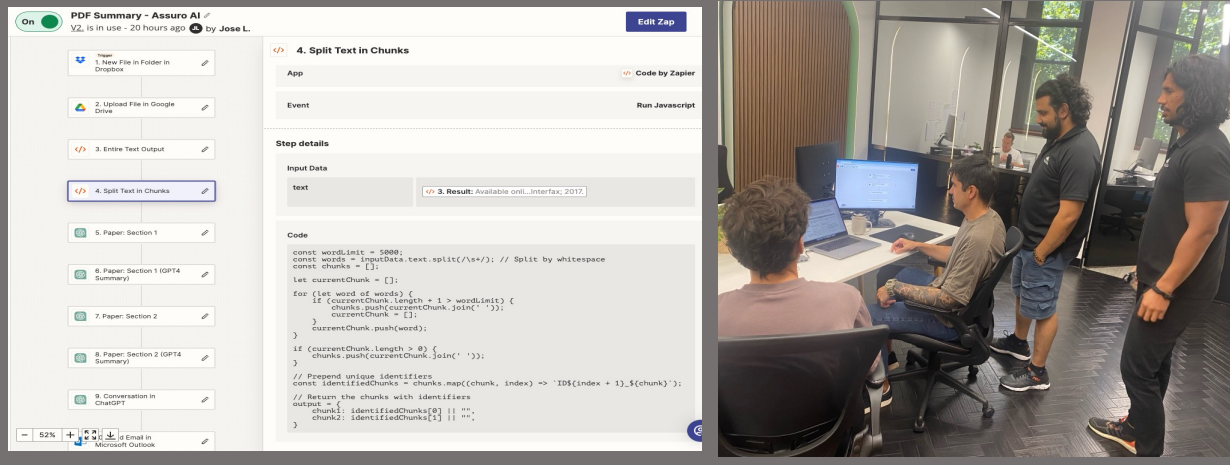 On
PDF Summary - Assuro AI
V2. is in use - 20 hours ago JL by Jose L.
Edit Zap
Trigger
1. New File in Folder in
Dropbox
2. Upload File in Google
Drive
3. Entire Text Output
4. Split Text in Chunks
5. Paper: Section 1
6. Paper: Section 1 (GPT4
Summary)
7. Paper: Section 2
8. Paper: Section 2 (GPT4
Summary)
9. Conversation in
ChatGPT
d Email in
Microsoft Outlook
52%
4. Split Text in Chunks
App
Code by Zapier
Event
Run Javascript
Step details
Input Data
text
3. Result: Available onli...Interfax; 2017.
Code
const wordLimit = 5000;
const words = inputData.text.split(/\s+/); // Split by whitespace
const chunks = [];
let currentChunk = [];
for (let word of words) {
if (currentChunk.length + 1 > wordLimit) {
chunks.push(currentChunk.join(' '));
currentChunk = [];
}
currentChunk.push(word);
}
if (currentChunk.length > 0) {
chunks.push(currentChunk.join(' '));
}
// Prepend unique identifiers
const identifiedChunks = chunks.map((chunk, index) => `ID${index + 1}_${chunk}`);
// Return the chunks with identifiers
output = {
chunk1: identifiedChunks[0] || "",
chunk2: identifiedChunks[1] || "",
}